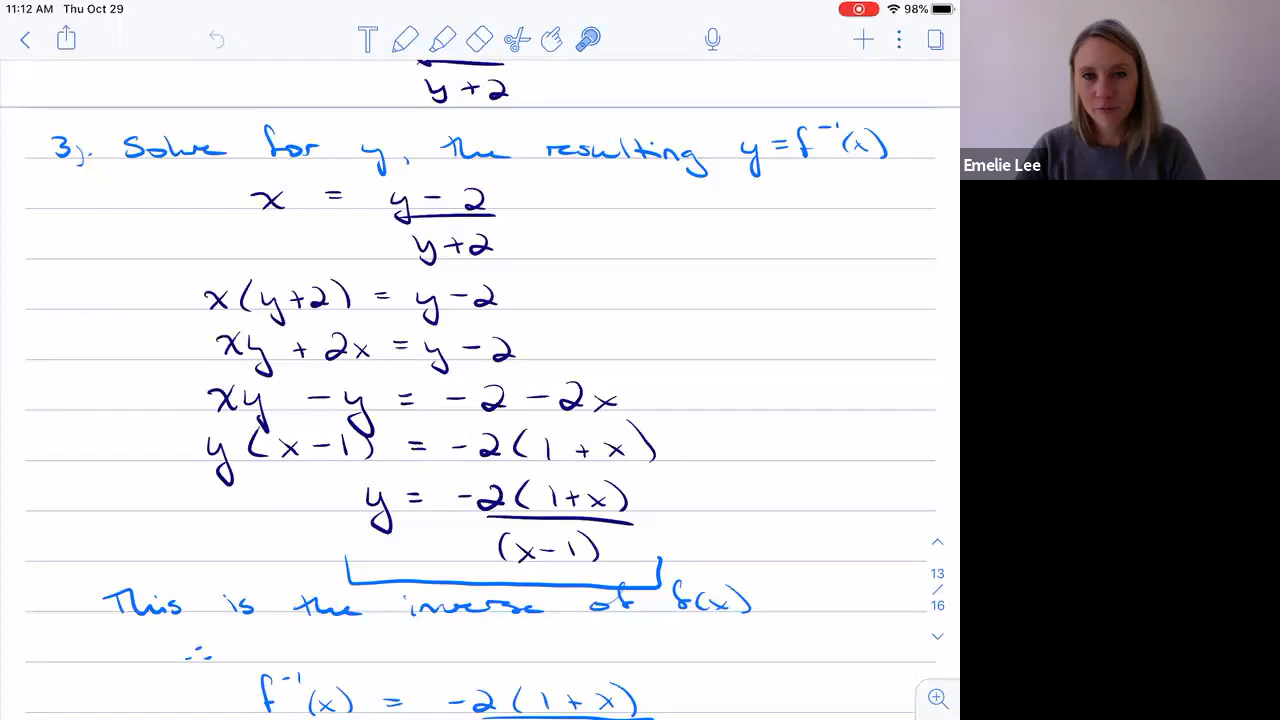 11:12 AM Thu Oct 29
98%
y + 2
3). Solve for y, the resulting y = f⁻¹(x)
x = y - 2
y + 2
x(y+2) = y - 2
xy + 2x = y - 2
xy - y = -2 - 2x
y(x - 1) = -2(1 + x)
y = -2(1+x)
(x-1)
This is the inverse of f(x)
∴
f⁻¹(x) = -2(1 + x)
13
/
16
Emelie Lee